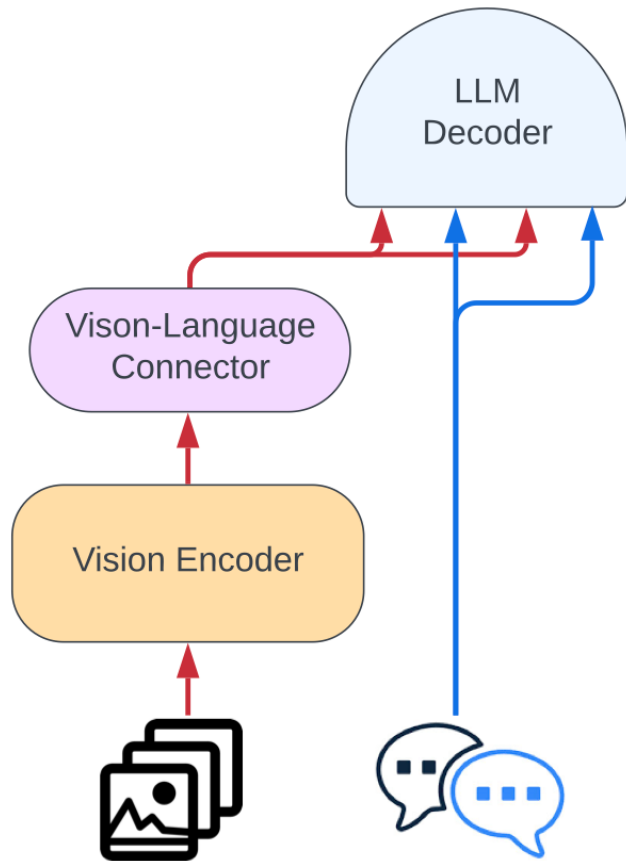 LLM
Decoder
Vison-Language
Connector
Vision Encoder